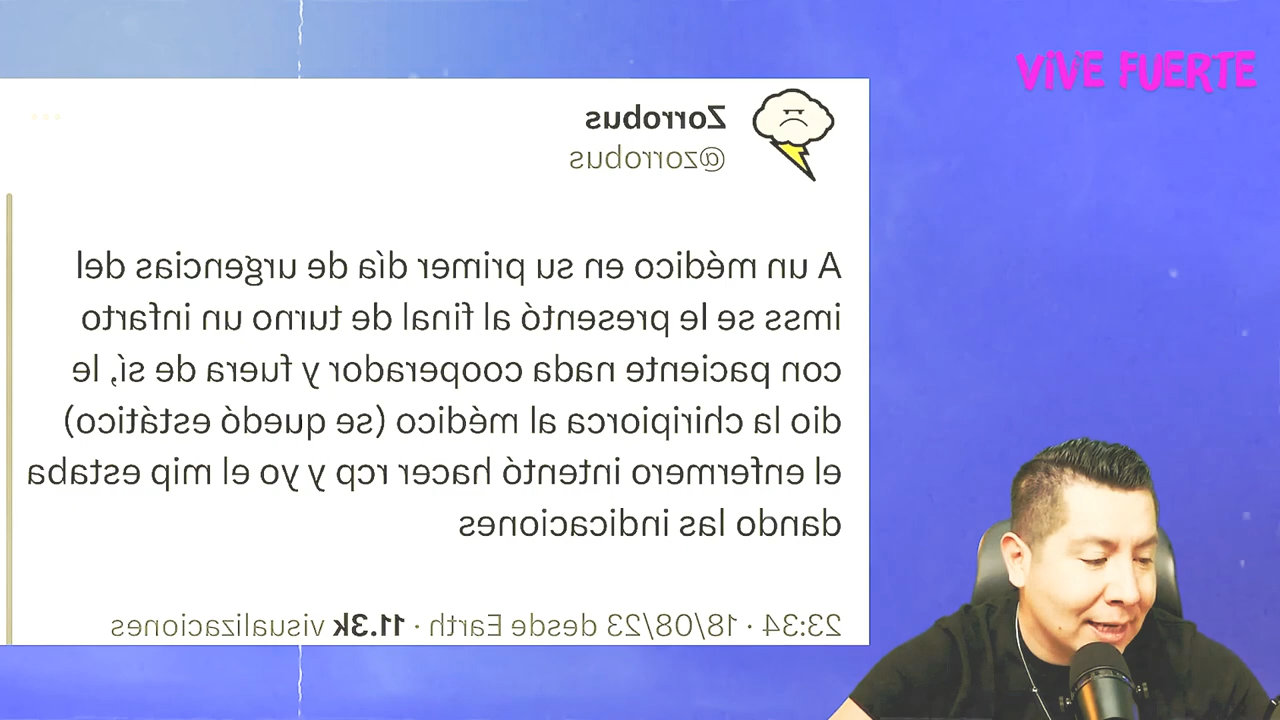 VIVE FUERTE
Zorrobus
@zorrobus
A un médico en su primer día de urgencias del
imss se le presentó al final de turno un infarto
con paciente nada cooperador y fuera de sí, le
dio la chiripiorca al médico (se quedó estático)
el enfermero intentó hacer rcp y yo el mip estaba
dando las indicaciones
23:34 · 18/08/23 desde Earth · 11.3k visualizaciones